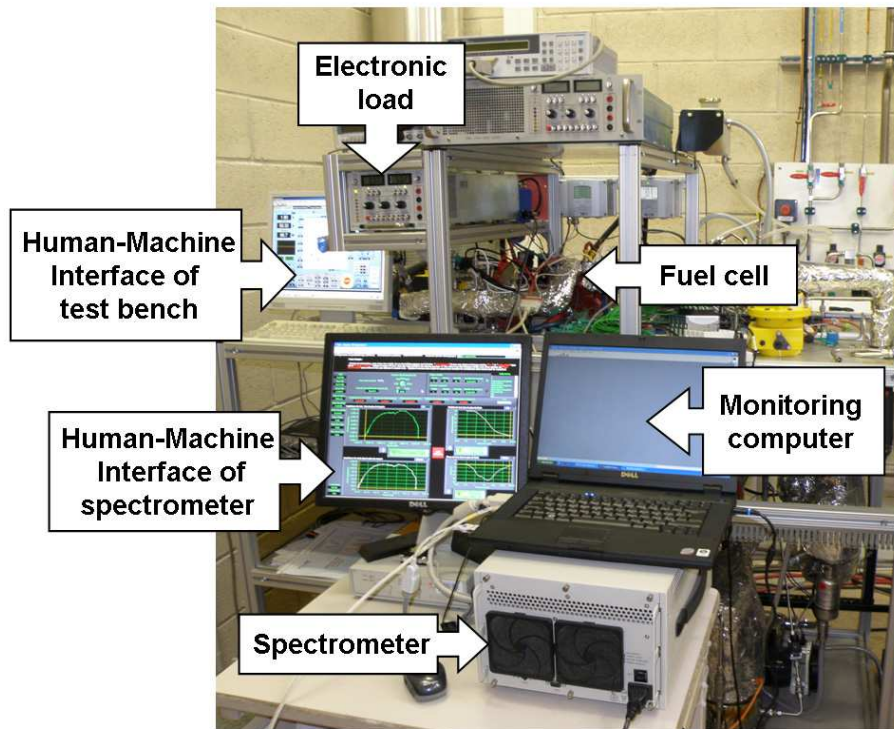 Electronic
load
Human-Machine
Interface of
test bench
Fuel cell
Human-Machine
Interface of
spectrometer
Monitoring
computer
DELL
DELL
Spectrometer